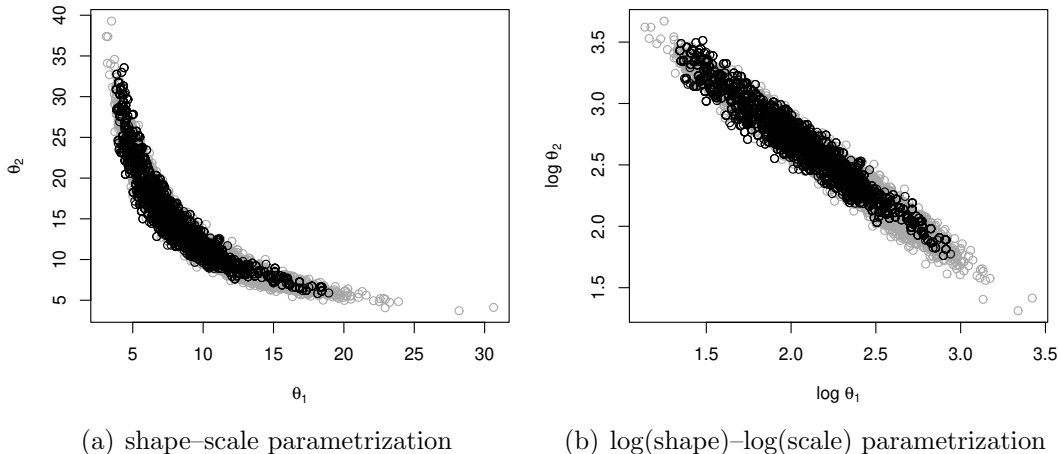 40
35
30
25
20
15
10
5
θ2
5 10 15 20 25 30
θ1
3.5
3.0
2.5
2.0
1.5
log θ2
1.5 2.0 2.5 3.0 3.5
log θ1
(a) shape–scale parametrization
(b) log(shape)–log(scale) parametrization